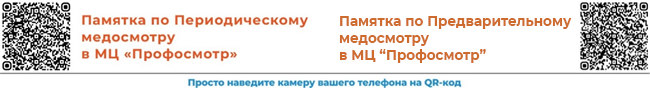 Памятка по Периодическому
медосмотру
в МЦ «Профосмотр»
Памятка по Предварительному
медосмотру
в МЦ “Профосмотр”
Просто наведите камеру вашего телефона на QR-код